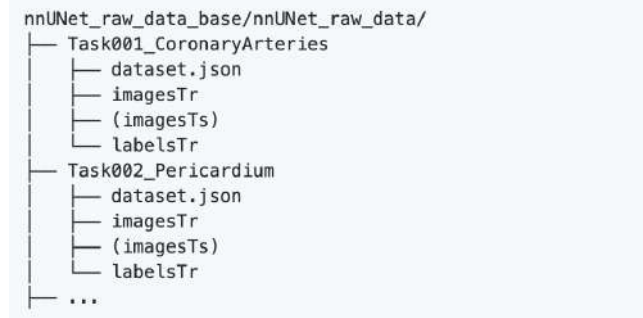 nnUNet_raw_data_base/nnUNet_raw_data/
├── Task001_CoronaryArteries
│   ├── dataset.json
│   ├── imagesTr
│   ├── (imagesTs)
│   └── labelsTr
├── Task002_Pericardium
│   ├── dataset.json
│   ├── imagesTr
│   ├── (imagesTs)
│   └── labelsTr
├── ...